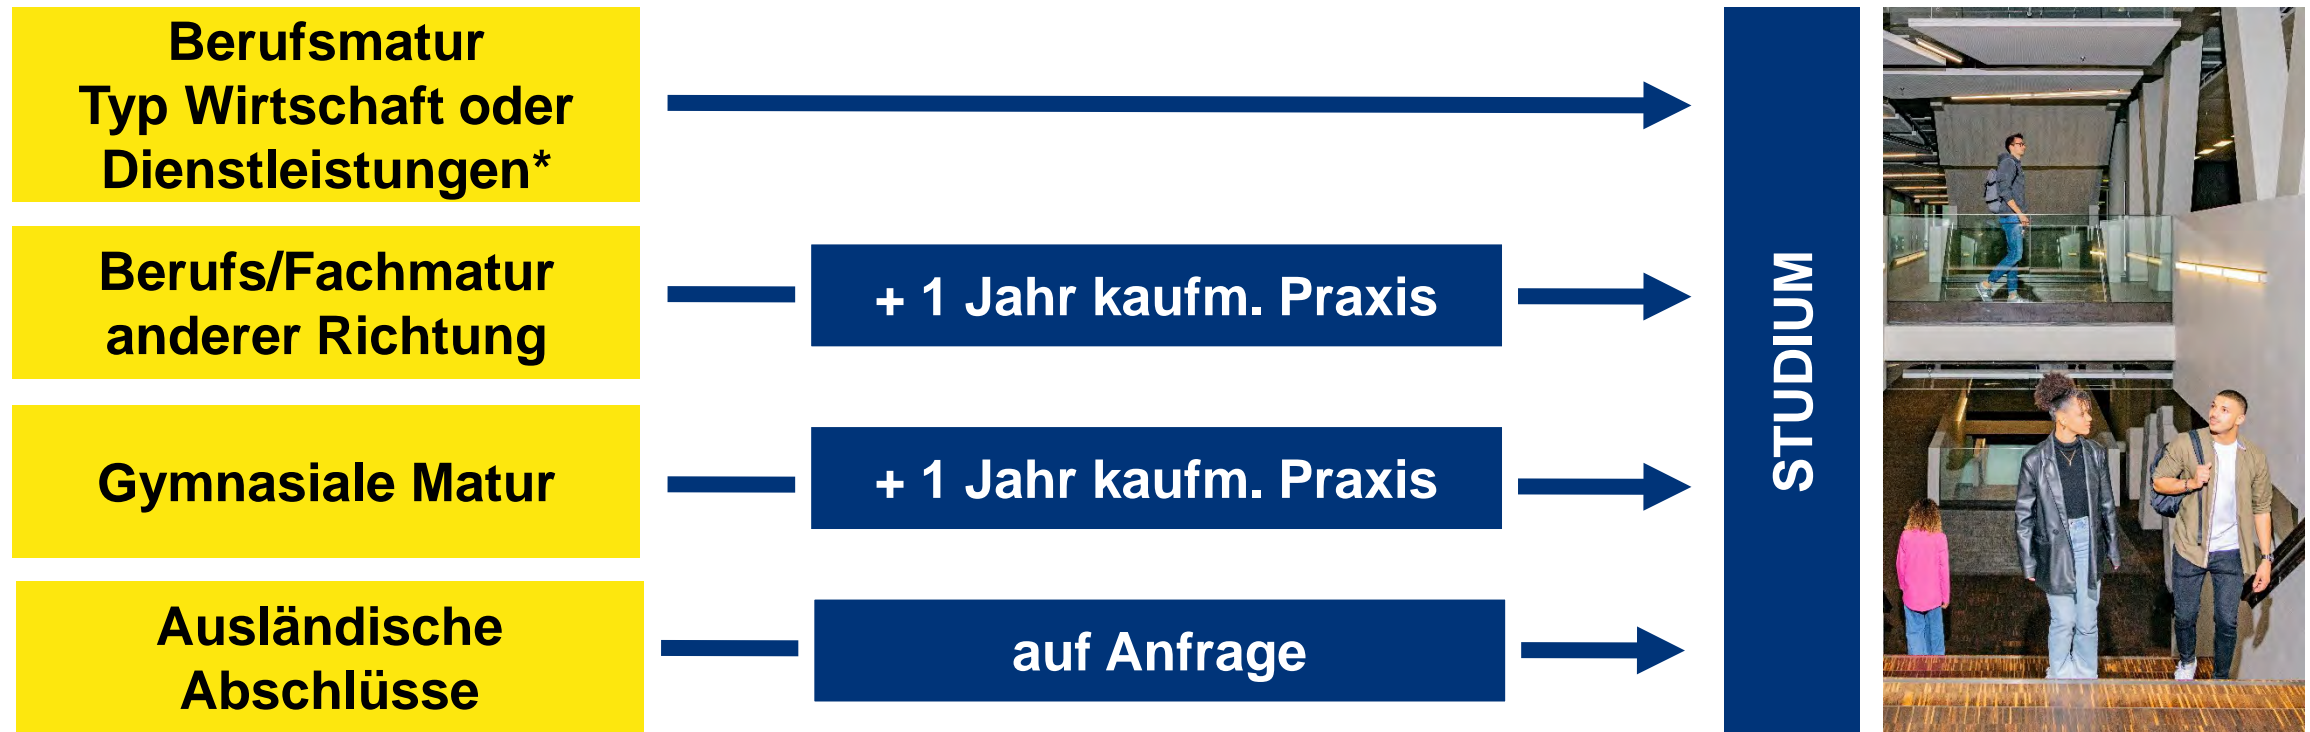 Berufsmatur
Typ Wirtschaft oder
Dienstleistungen*
Berufs/Fachmatur
anderer Richtung
+ 1 Jahr kaufm. Praxis
Gymnasiale Matur
+ 1 Jahr kaufm. Praxis
Ausländische
Abschlüsse
auf Anfrage
STUDIUM